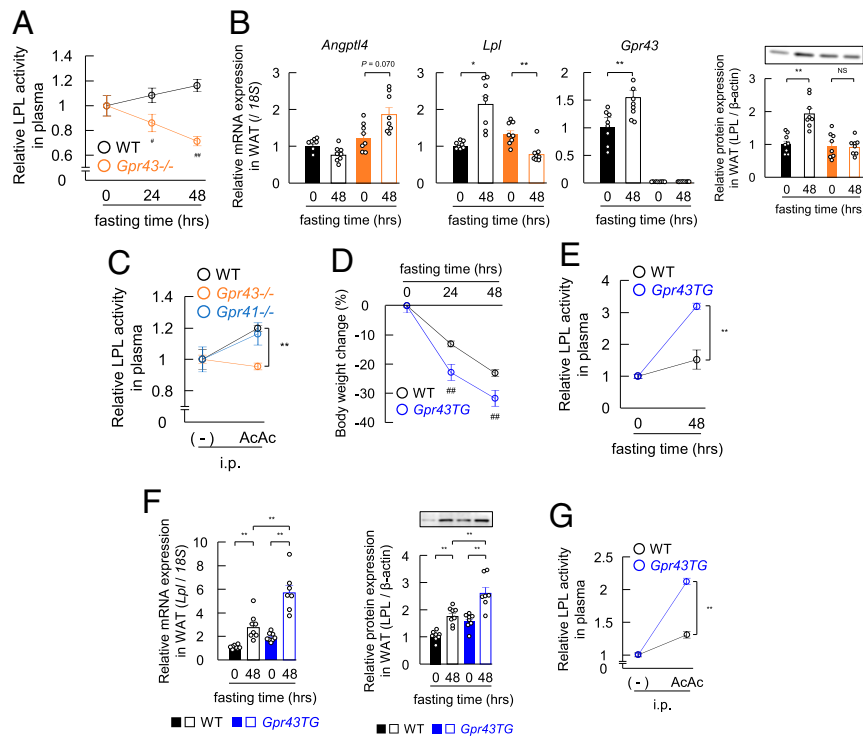 A
Relative LPL activity
in plasma
1.4
1.2
1
0.8
0.6
0
WT
Gpr43-/-
#
##
0 24 48
fasting time (hrs)
B
Relative mRNA expression
in WAT (/ 18S)
Angptl4
P = 0.070
3
2
1
0
0 48 0 48
fasting time (hrs)
Lpl
* **
3
2
1
0
0 48 0 48
fasting time (hrs)
Gpr43
**
2
1.5
1
0.5
0
0 48 0 48
fasting time (hrs)
Relative protein expression
in WAT (LPL / β-actin)
** NS
4
3
2
1
0
0 48 0 48
fasting time (hrs)
C
WT
Gpr43-/-
Gpr41-/-
Relative LPL activity
in plasma
1.4
1.2
1
0
**
(-) AcAc
i.p.
D
fasting time (hrs)
0 24 48
Body weight change (%)
0
-10
-20
-30
-40
WT
Gpr43TG
##
##
E
WT
Gpr43TG
Relative LPL activity
in plasma
4
3
2
1
0
**
0 48
fasting time (hrs)
F
Relative mRNA expression
in WAT (Lpl / 18S)
10
8
6
4
2
0
**
** **
0 48 0 48
fasting time (hrs)
WT Gpr43TG
Relative protein expression
in WAT (LPL / β-actin)
4
3
2
1
0
**
** **
0 48 0 48
fasting time (hrs)
WT Gpr43TG
G
WT
Gpr43TG
Relative LPL activity
in plasma
2.5
2
1.5
1
0
**
(-) AcAc
i.p.